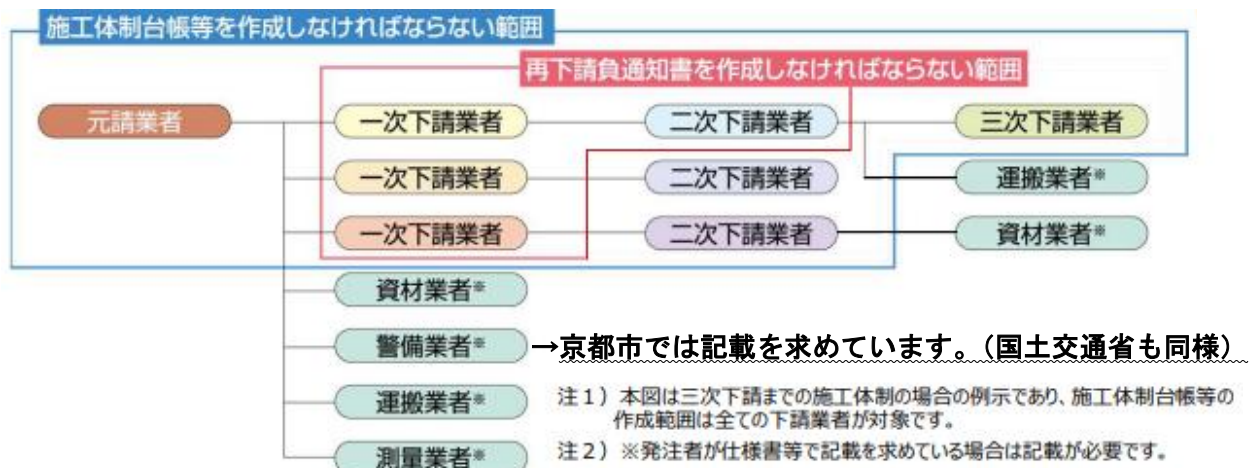 施工体制台帳等を作成しなければならない範囲
再下請負通知書を作成しなければならない範囲
元請業者
一次下請業者
二次下請業者
三次下請業者
一次下請業者
二次下請業者
運搬業者※
一次下請業者
二次下請業者
資材業者※
資材業者※
警備業者※
→京都市では記載を求めています。（国土交通省も同様）
運搬業者※
測量業者※
注１）本図は三次下請までの施工体制の場合の例示であり、施工体制台帳等の
作成範囲は全ての下請業者が対象です。
注２）※発注者が仕様書等で記載を求めている場合は記載が必要です。